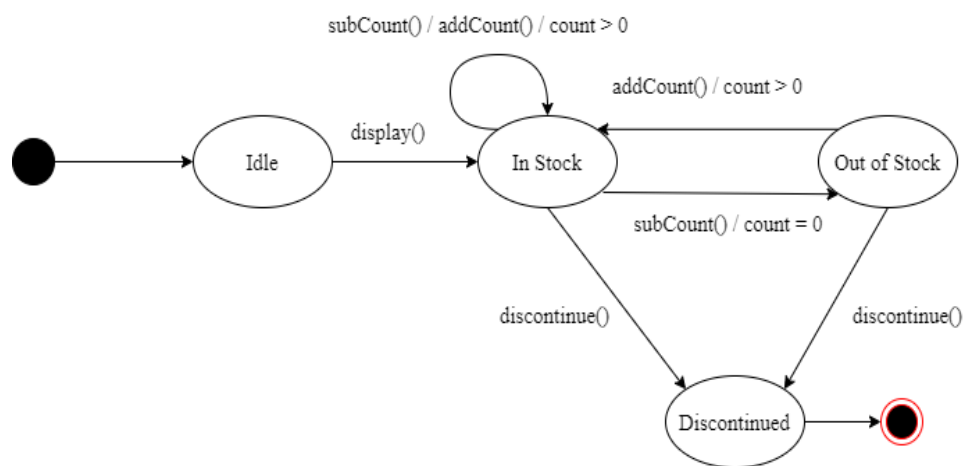 subCount() / addCount() / count > 0
addCount() / count > 0
display()
Idle
In Stock
Out of Stock
subCount() / count = 0
discontinue()
discontinue()
Discontinued